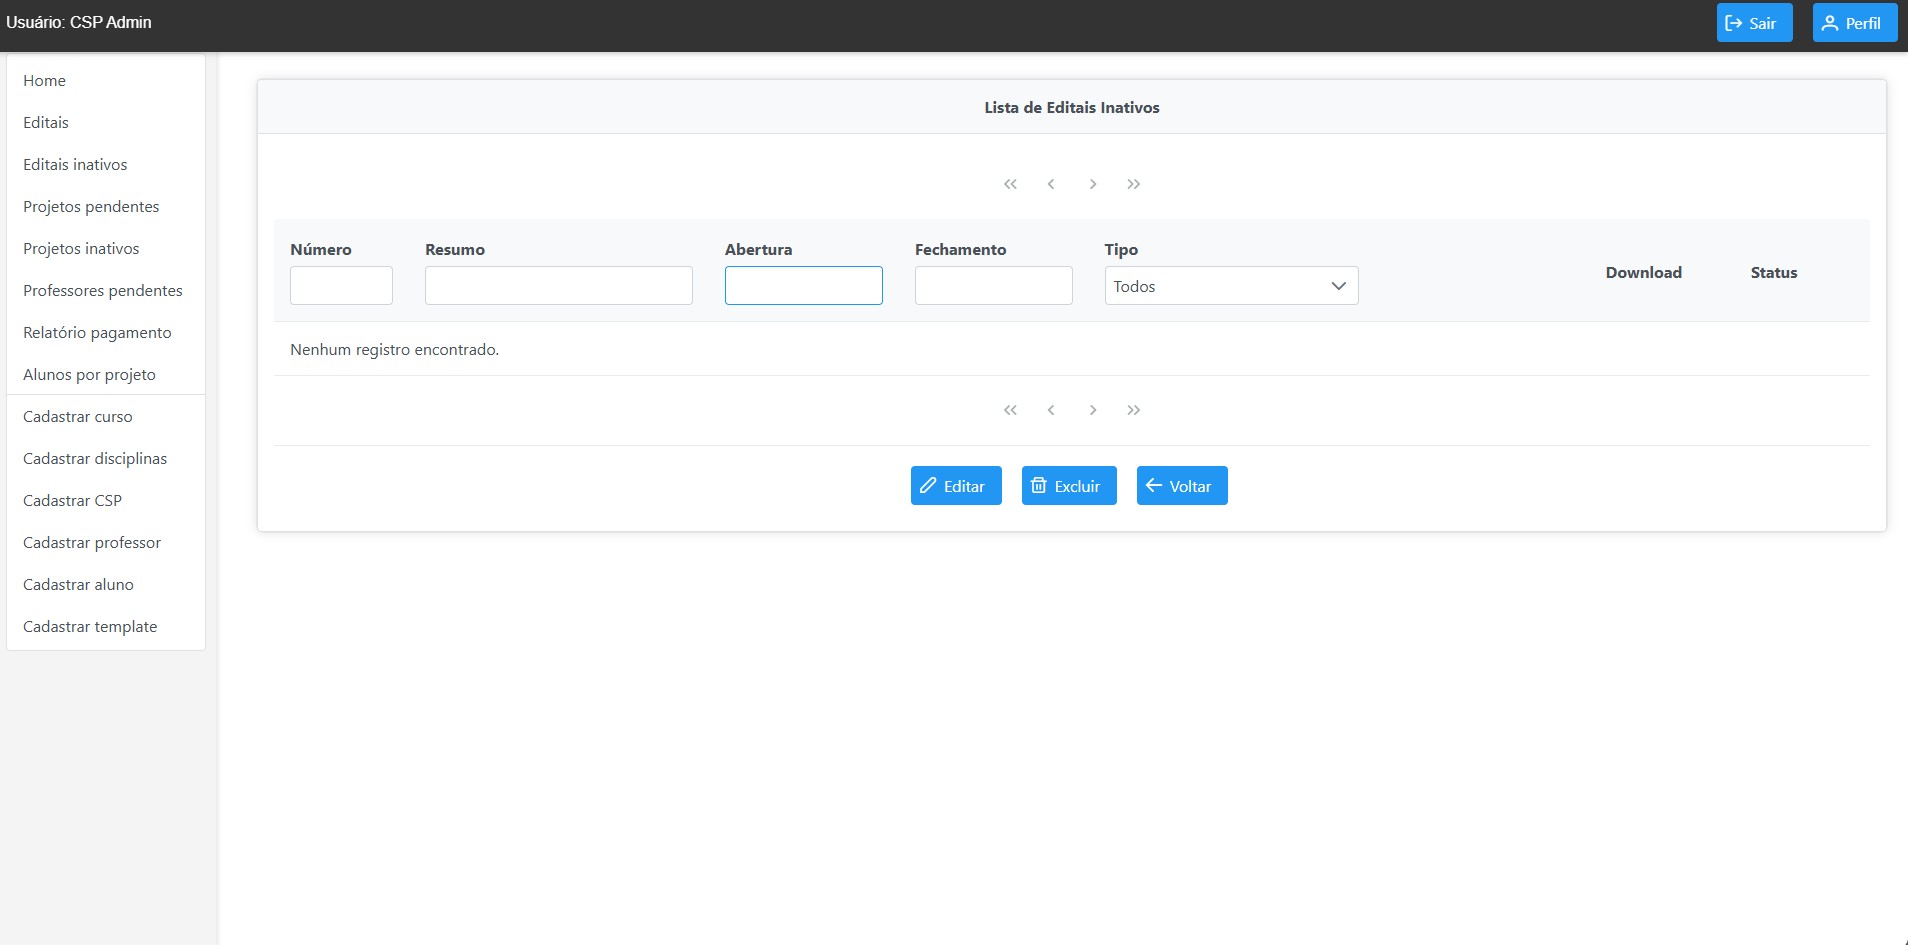 Usuário: CSP Admin
Sair
Perfil
Home
Editais
Editais inativos
Projetos pendentes
Projetos inativos
Professores pendentes
Relatório pagamento
Alunos por projeto
Cadastrar curso
Cadastrar disciplinas
Cadastrar CSP
Cadastrar professor
Cadastrar aluno
Cadastrar template
Lista de Editais Inativos
Número
Resumo
Abertura
Fechamento
Tipo
Todos
Download
Status
Nenhum registro encontrado.
Editar
Excluir
Voltar